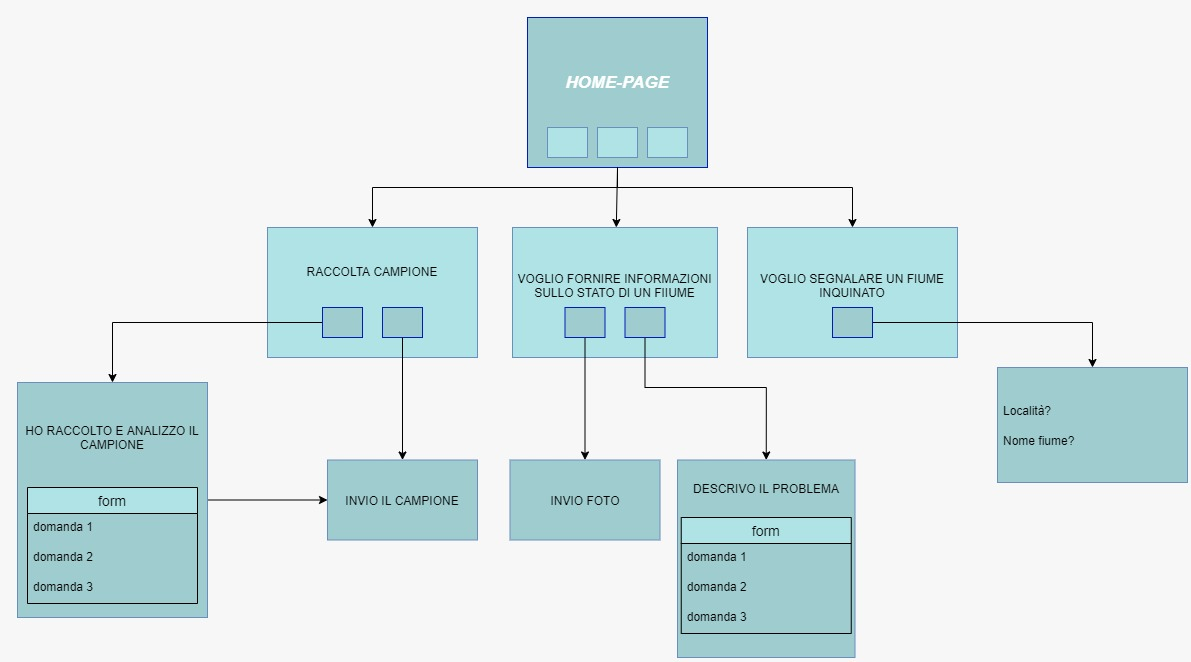 HOME-PAGE
RACCOLTA CAMPIONE
VOGLIO FORNIRE INFORMAZIONI
SULLO STATO DI UN FIIUME
VOGLIO SEGNALARE UN FIUME
INQUINATO
HO RACCOLTO E ANALIZZO IL
CAMPIONE
form
domanda 1
domanda 2
domanda 3
INVIO IL CAMPIONE
INVIO FOTO
DESCRIVO IL PROBLEMA
form
domanda 1
domanda 2
domanda 3
Località?
Nome fiume?